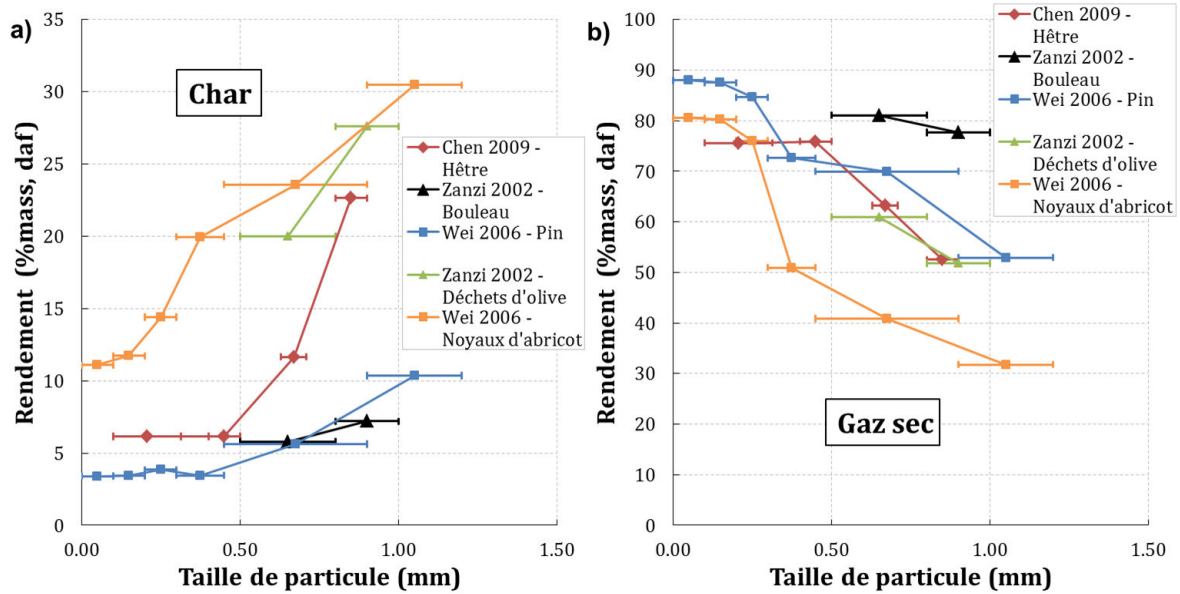 a)
Char
Rendement (%mass, daf)
35
30
25
20
15
10
5
0
0.00
0.50
1.00
1.50
Taille de particule (mm)
Chen 2009 -
Hêtre
Zanzi 2002 -
Bouleau
Wei 2006 - Pin
Zanzi 2002 -
Déchets d'olive
Wei 2006 -
Noyaux d'abricot
b)
Gaz sec
Rendement (%mass, daf)
100
90
80
70
60
50
40
30
20
10
0
0.00
0.50
1.00
1.50
Taille de particule (mm)
Chen 2009 -
Hêtre
Zanzi 2002 -
Bouleau
Wei 2006 - Pin
Zanzi 2002 -
Déchets d'olive
Wei 2006 -
Noyaux d'abricot